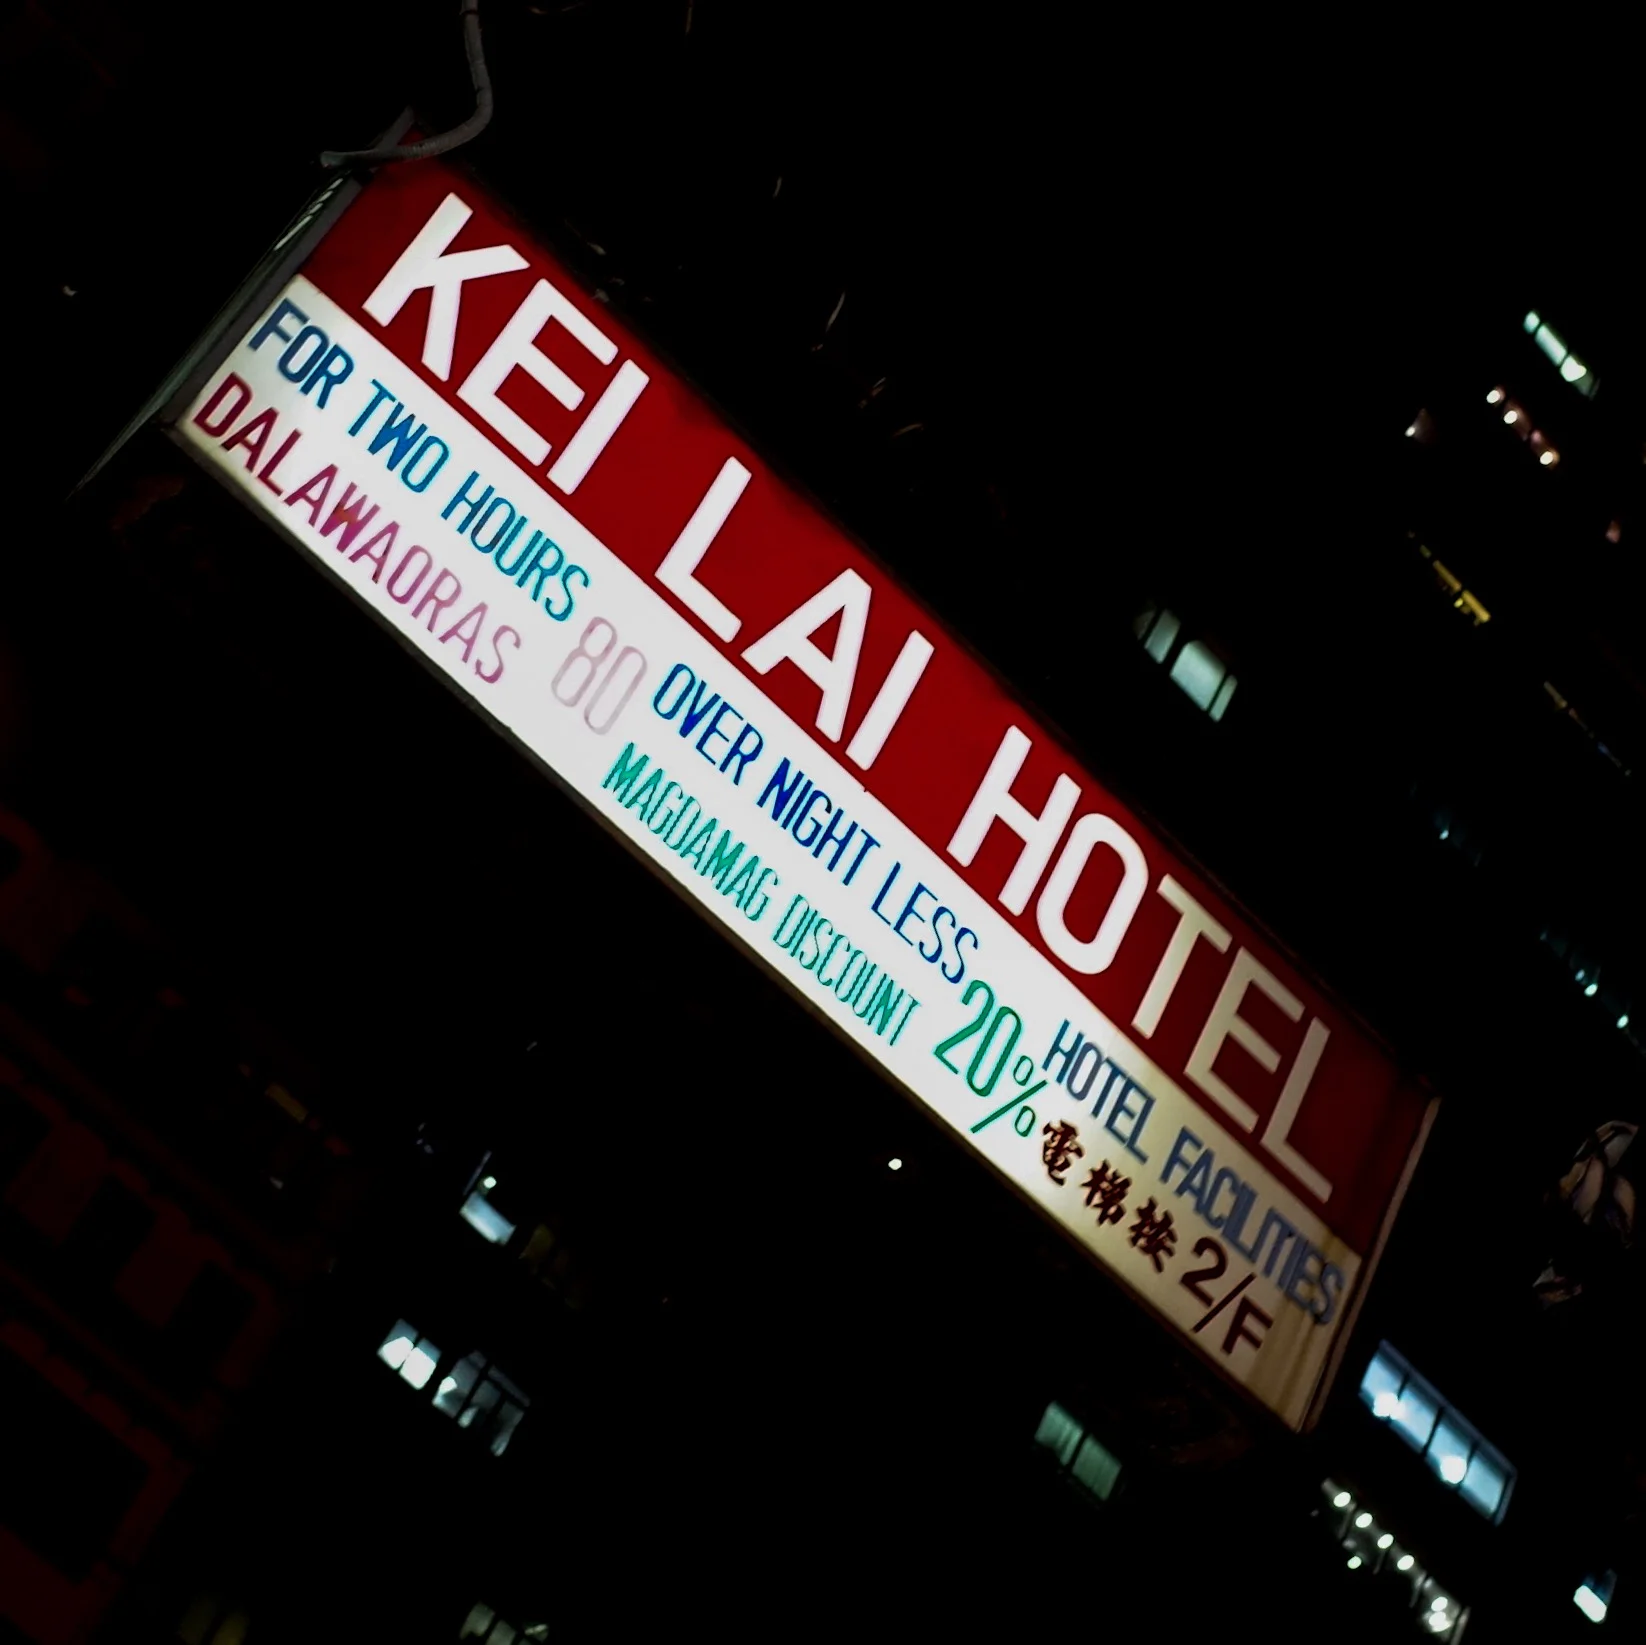 KEI LAI HOTEL
FOR TWO HOURS
DALAWAORAS
80
OVER NIGHT LESS
MAGDAMAG DISCOUNT
20%
HOTEL FACILITIES
電梯按2/F